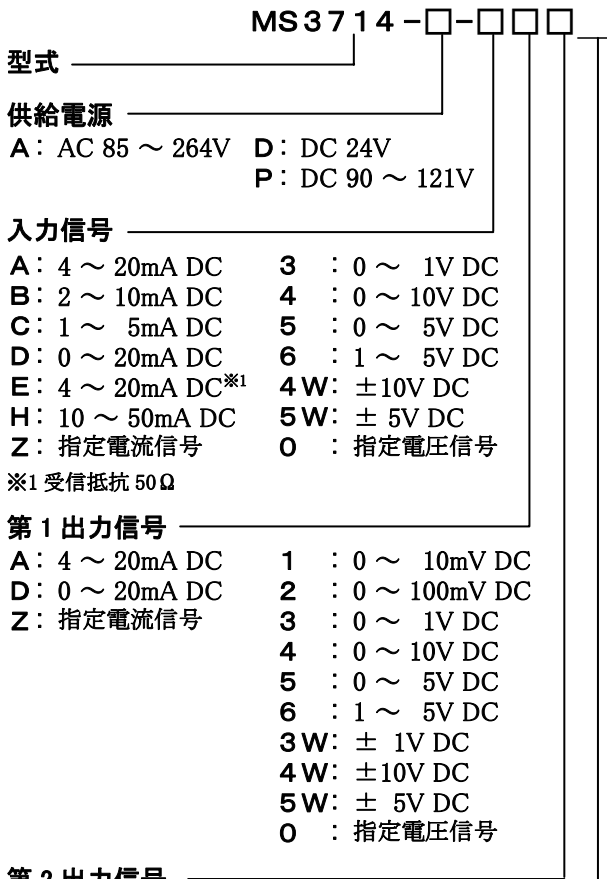 MS3714-□-□□□
型式
供給電源
A: AC 85 ～ 264V D: DC 24V
P: DC 90 ～ 121V
入力信号
A: 4 ～ 20mA DC 3 : 0 ～ 1V DC
B: 2 ～ 10mA DC 4 : 0 ～ 10V DC
C: 1 ～ 5mA DC 5 : 0 ～ 5V DC
D: 0 ～ 20mA DC 6 : 1 ～ 5V DC
E: 4 ～ 20mA DC※1 4W: ±10V DC
H: 10 ～ 50mA DC 5W: ± 5V DC
Z: 指定電流信号 0 : 指定電圧信号
※1 受信抵抗 50Ω
第1出力信号
A: 4 ～ 20mA DC 1 : 0 ～ 10mV DC
D: 0 ～ 20mA DC 2 : 0 ～ 100mV DC
Z: 指定電流信号 3 : 0 ～ 1V DC
4 : 0 ～ 10V DC
5 : 0 ～ 5V DC
6 : 1 ～ 5V DC
3W: ± 1V DC
4W: ±10V DC
5W: ± 5V DC
0 : 指定電圧信号
第2出力信号